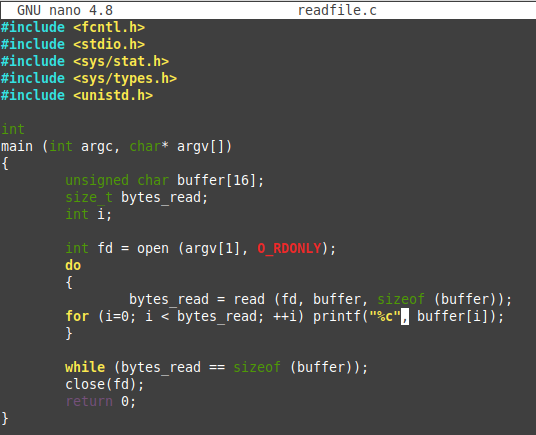 GNU nano 4.8 readfile.c
#include <fcntl.h>
#include <stdio.h>
#include <sys/stat.h>
#include <sys/types.h>
#include <unistd.h>

int
main (int argc, char* argv[])
{
        unsigned char buffer[16];
        size_t bytes_read;
        int i;

        int fd = open (argv[1], O_RDONLY);
        do
        {
                bytes_read = read (fd, buffer, sizeof (buffer));
        for (i=0; i < bytes_read; ++i) printf("%c", buffer[i]);
        }

        while (bytes_read == sizeof (buffer));
        close(fd);
        return 0;
}